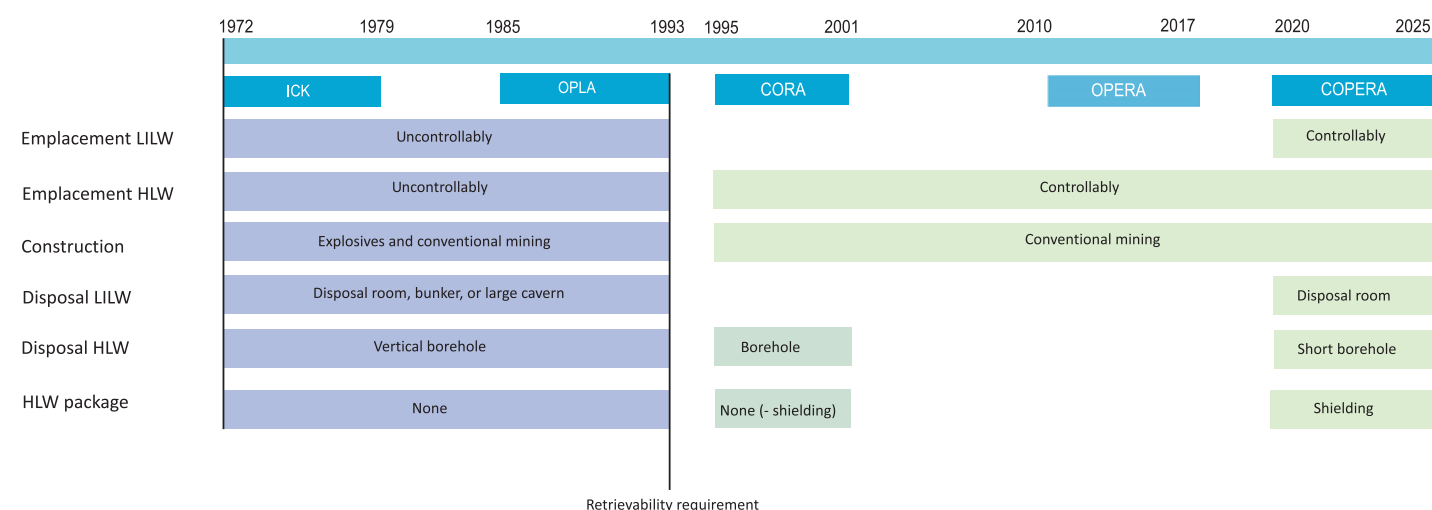 1972 1979 1985 1993 1995 2001 2010 2017 2020 2025
ICK OPLA CORA OPERA COPERA
Emplacement LILW Uncontrollably Controllably
Emplacement HLW Uncontrollably Controllably
Construction Explosives and conventional mining Conventional mining
Disposal LILW Disposal room, bunker, or large cavern Disposal room
Disposal HLW Vertical borehole Borehole Short borehole
HLW package None None (- shielding) Shielding
Retrievability requirement